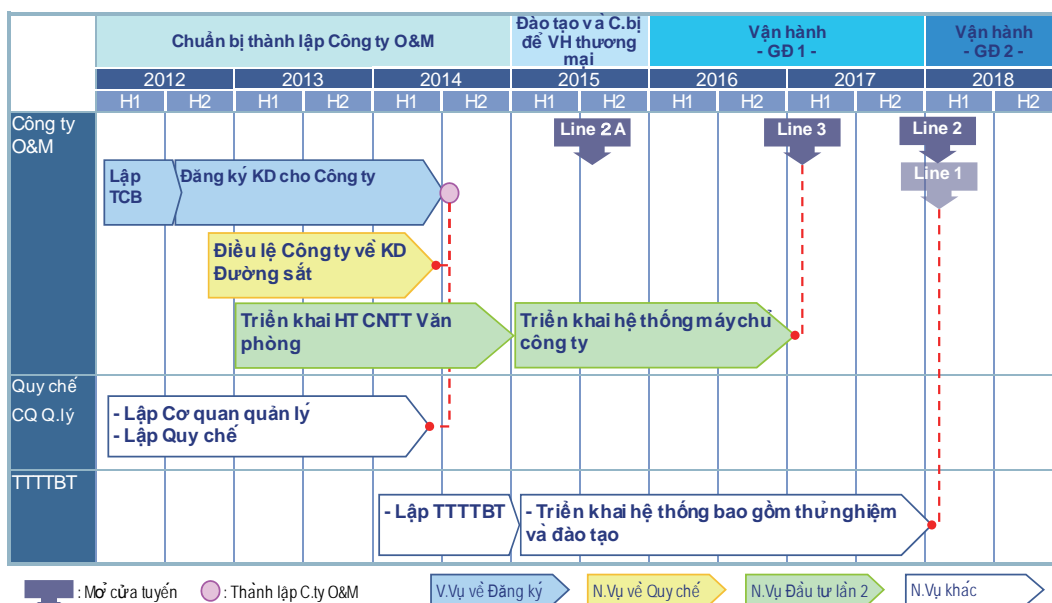 Chuẩn bị thành lập Công ty O&M
Đào tạo và C.bị
để VH thương
mại
Vận hành
- GĐ 1 -
Vận hành
- GĐ 2 -
2012 2013 2014 2015 2016 2017 2018
H1 H2 H1 H2 H1 H2 H1 H2 H1 H2 H1 H2 H1 H2
Công ty
O&M
Line 2A
Line 3
Line 2
Line 1
Lập
TCB
Đăng ký KD cho Công ty
Điều lệ Công ty về KD
Đường sắt
Triển khai HT CNTT Văn
phòng
Triển khai hệ thống máy chủ
công ty
Quy chế
CQ Q.lý
- Lập Cơ quan quản lý
- Lập Quy chế
TTTTBT
- Lập TTTTBT
- Triển khai hệ thống bao gồm thử nghiệm
và đào tạo
: Mở cửa tuyến
: Thành lập C.ty O&M
V.Vụ về Đăng ký
N.Vụ về Quy chế
N.Vụ Đầu tư lần 2
N.Vụ khác